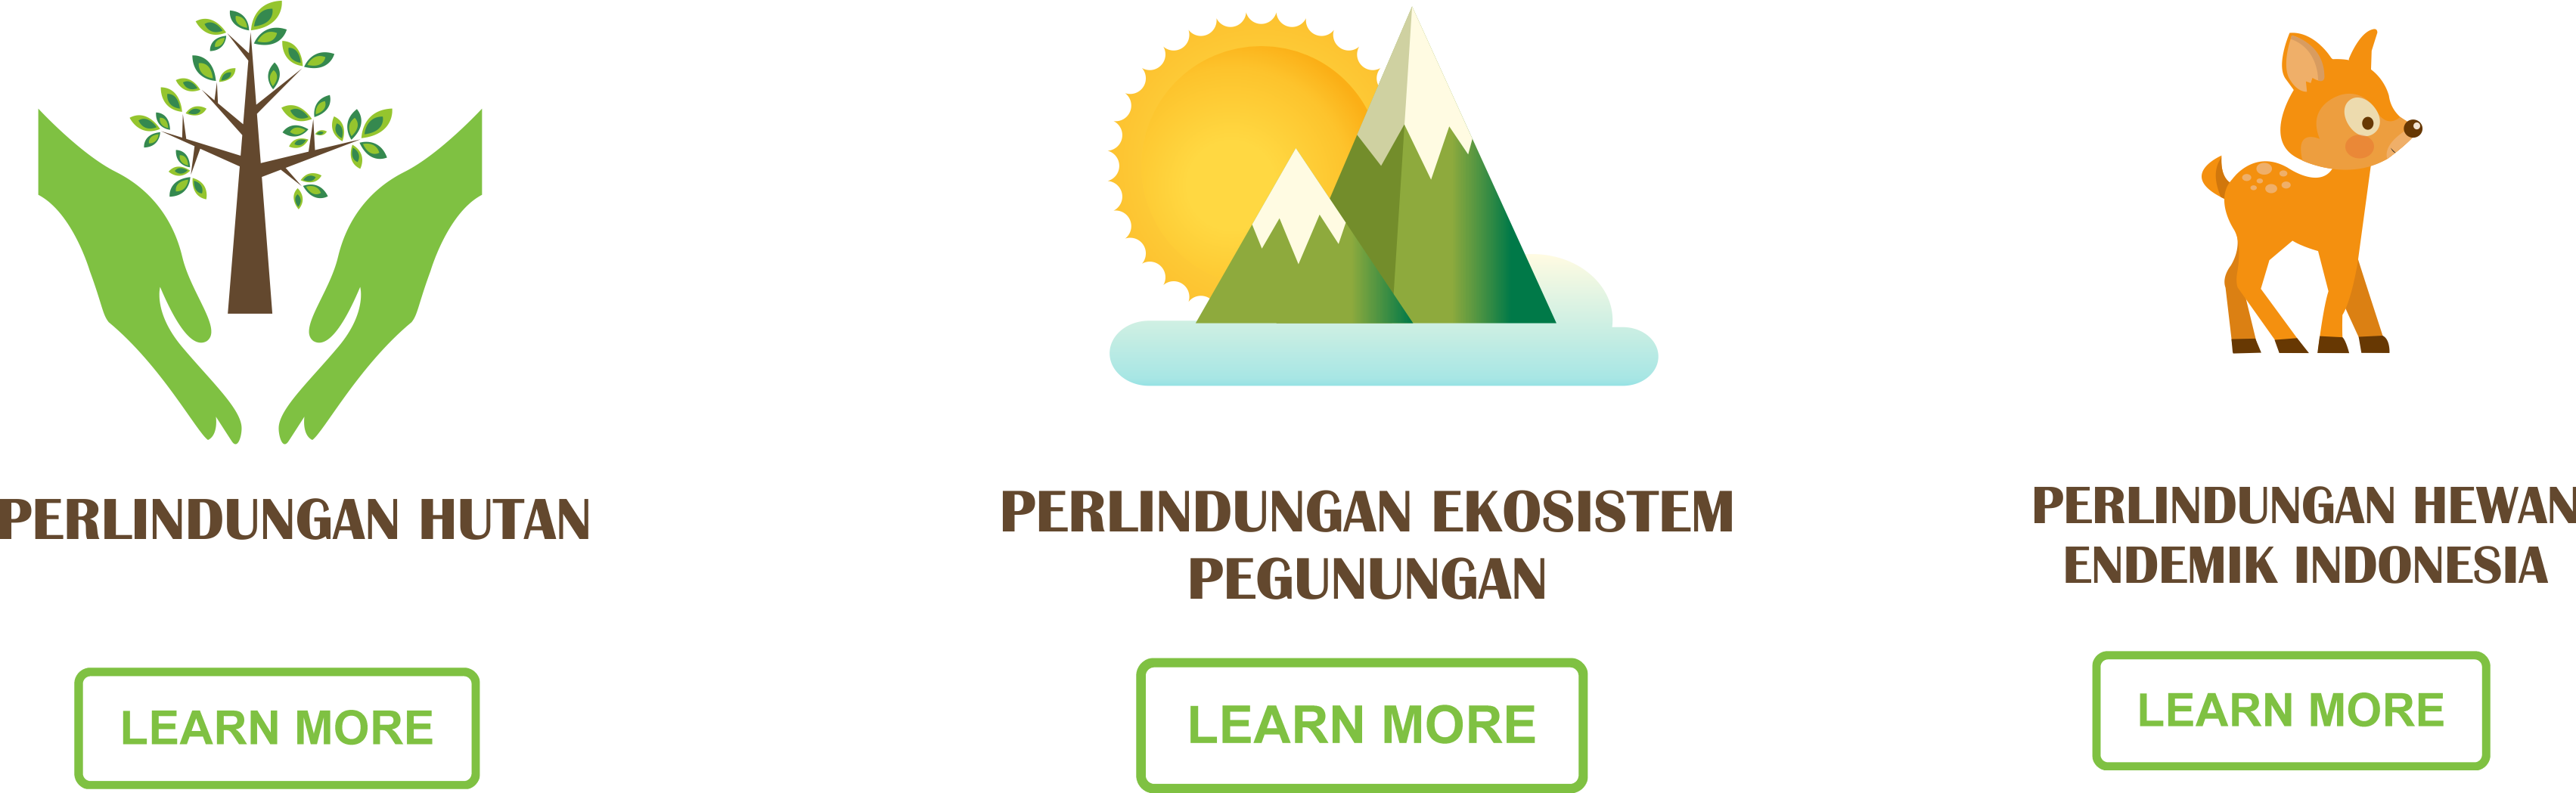 PERLINDUNGAN HUTAN
LEARN MORE
PERLINDUNGAN EKOSISTEM
PEGUNUNGAN
LEARN MORE
PERLINDUNGAN HEWAN
ENDEMIK INDONESIA
LEARN MORE